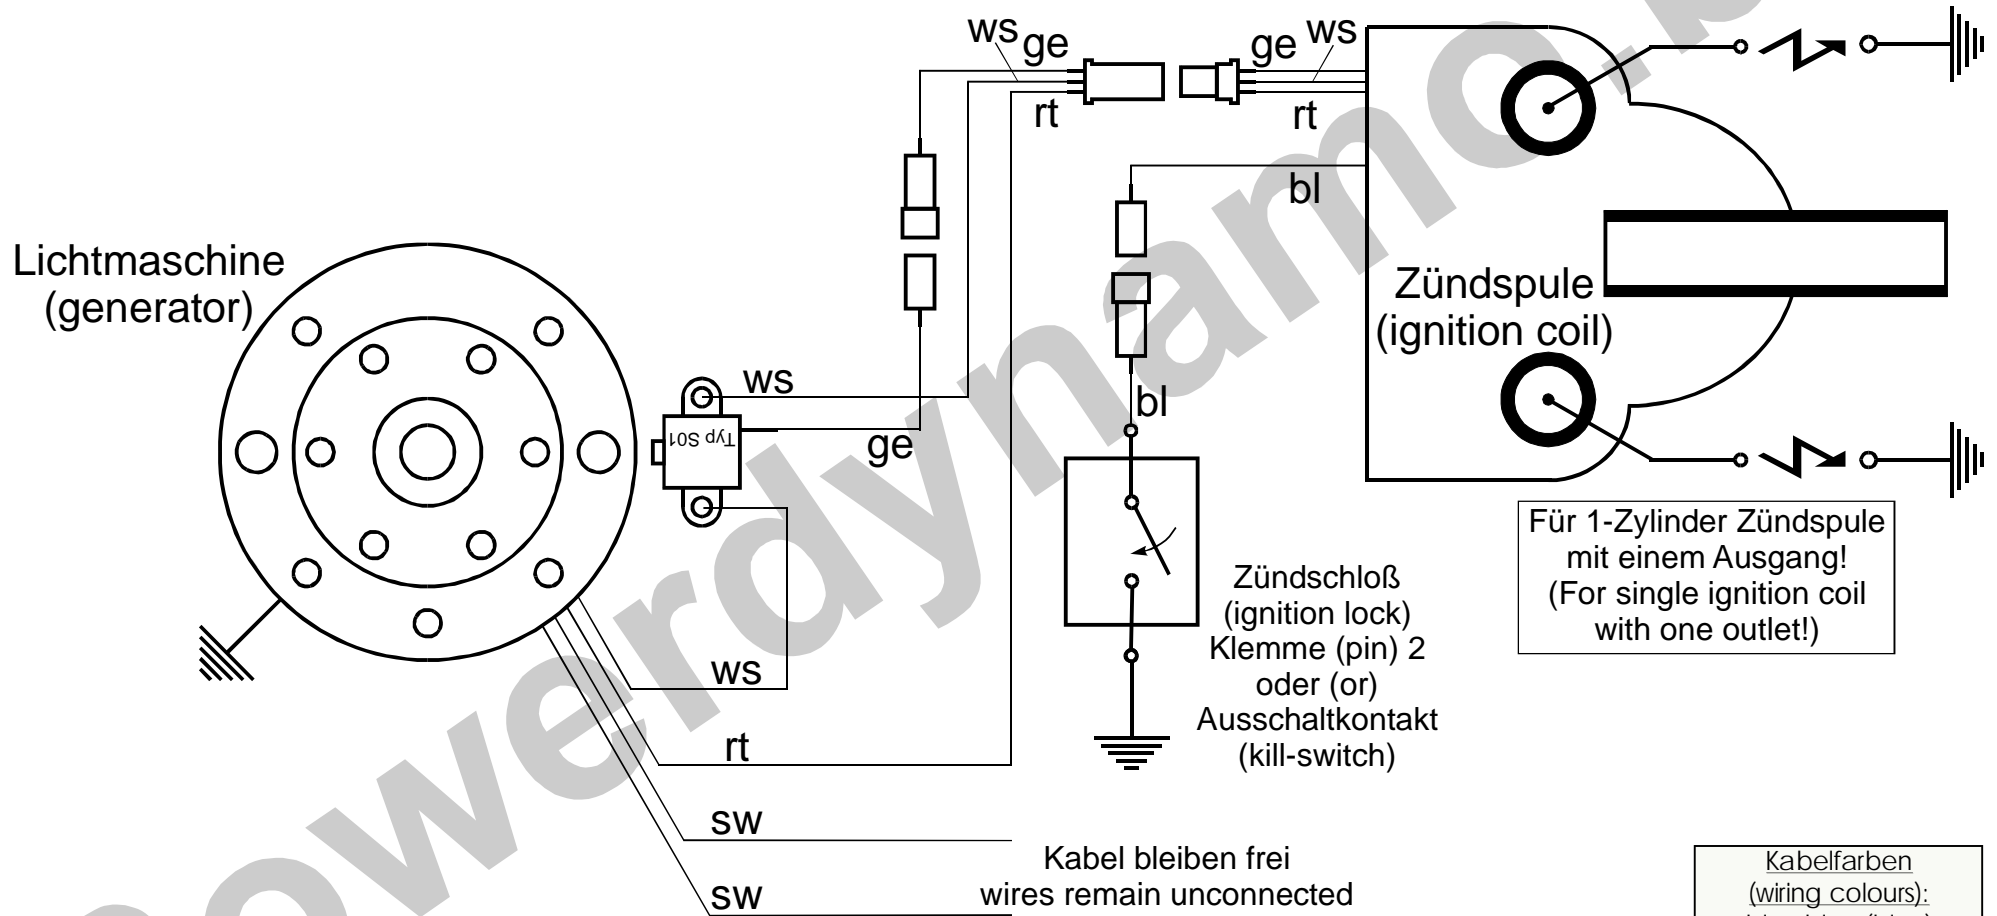 ws
ge
rt
ge
ws
rt
bl
Lichtmaschine
(generator)
Zündspule
(ignition coil)
ws
Typ S01
ge
bl
Für 1-Zylinder Zündspule
mit einem Ausgang!
(For single ignition coil
with one outlet!)
Zündschloß
(ignition lock)
Klemme (pin) 2
oder (or)
Ausschaltkontakt
(kill-switch)
ws
rt
sw
sw
Kabel bleiben frei
wires remain unconnected
Kabelfarben
(wiring colours):
powerdynamo.b